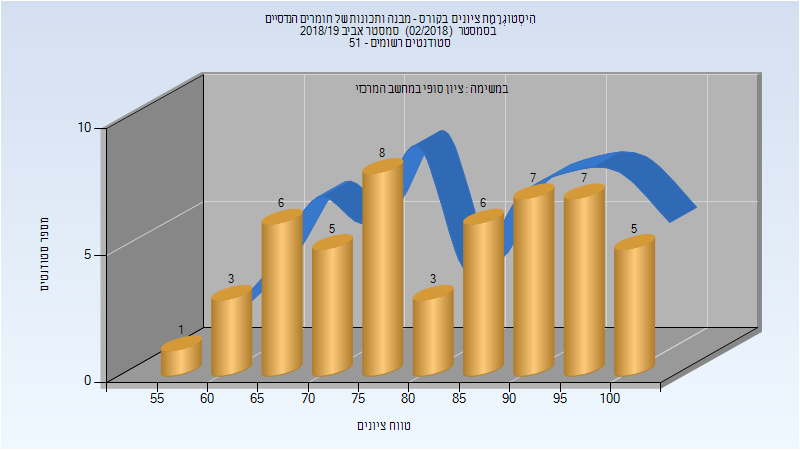 היסטוגרמת ציונים בקורס - מבנה ותכונות של חומרים הנדסיים
בסמסטר (02/2018) סמסטר אביב 2018/19
סטודנטים רשומים - 51
במשימה : ציון סופי במחשב המרכזי
10
5
0
מספר סטודנטים
1
3
6
5
8
3
6
7
7
5
55 60 65 70 75 80 85 90 95 100
טווח ציונים